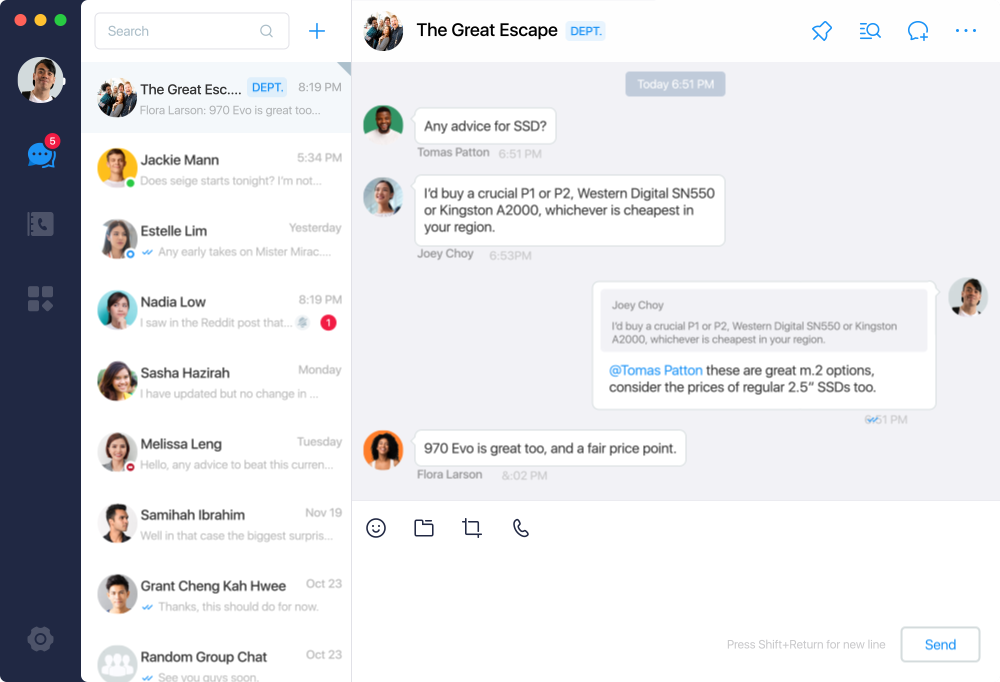 Search
5
The Great Esc....
DEPT.
8:19 PM
Flora Larson: 970 Evo is great too...
Jackie Mann
5:34 PM
Does seige starts tonight? I'm not...
Estelle Lim
Yesterday
Any early takes on Mister Mirac....
Nadia Low
8:19 PM
I saw in the Reddit post that...
1
Sasha Hazirah
Monday
I have updated but no change in ...
Melissa Leng
Tuesday
Hello, any advice to beat this curren...
Samihah Ibrahim
Nov 19
Well in that case the biggest surpris...
Grant Cheng Kah Hwee
Oct 23
Thanks, this should do for now.
Random Group Chat
Oct 23
See you guys soon.
The Great Escape
DEPT.
Today 6:51 PM
Any advice for SSD?
Tomas Patton 6:51 PM
I'd buy a crucial P1 or P2, Western Digital SN550
or Kingston A2000, whichever is cheapest in
your region.
Joey Choy 6:53PM
Joey Choy
I'd buy a crucial P1 or P2, Western Digital SN550 or Kingston
A2000, whichever is cheapest in your region.
@Tomas Patton these are great m.2 options,
consider the prices of regular 2.5” SSDs too.
6:51 PM
970 Evo is great too, and a fair price point.
Flora Larson &:02 PM
Press Shift+Return for new line
Send